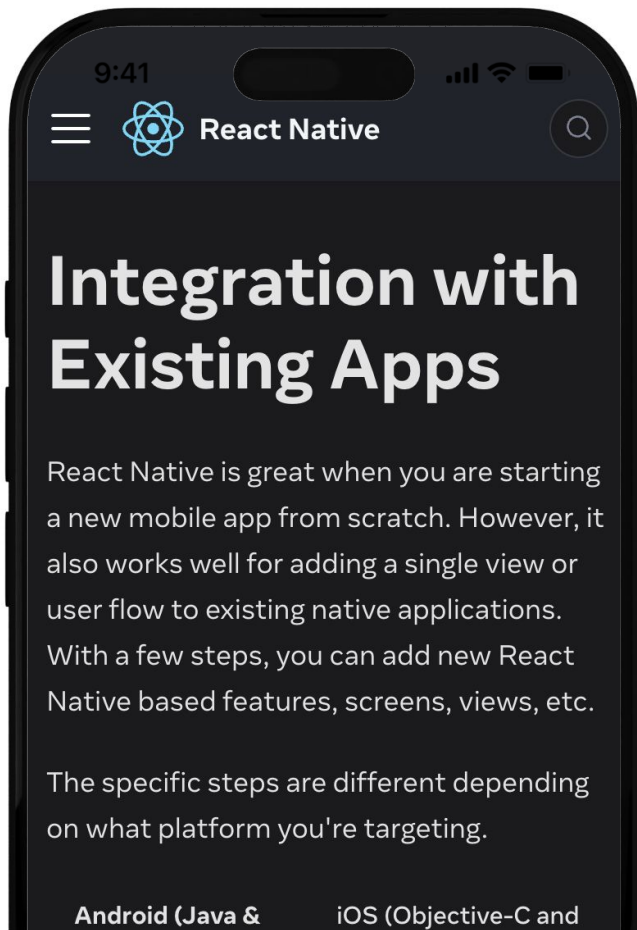 9:41
React Native
Integration with
Existing Apps
React Native is great when you are starting
a new mobile app from scratch. However, it
also works well for adding a single view or
user flow to existing native applications.
With a few steps, you can add new React
Native based features, screens, views, etc.
The specific steps are different depending
on what platform you're targeting.
Android (Java &
iOS (Objective-C and